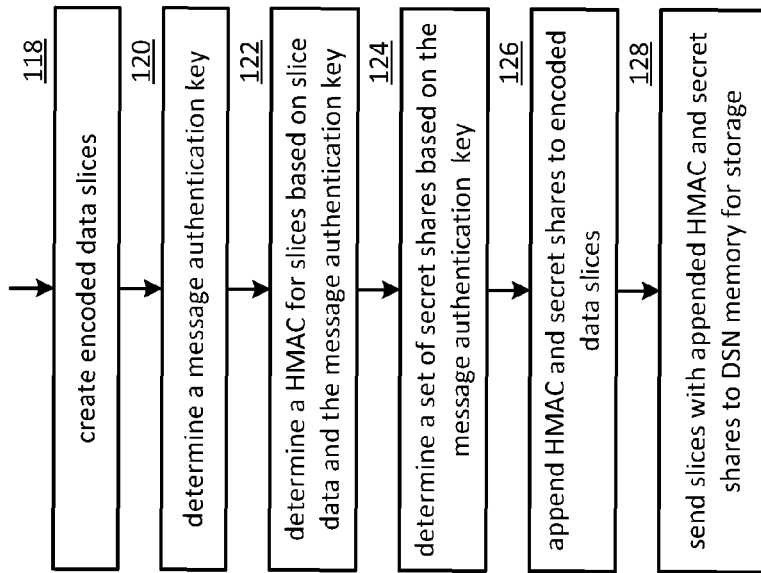 118
create encoded data slices
120
determine a message authentication key
122
determine a HMAC for slices based on slice
data and the message authentication key
124
determine a set of secret shares based on the
message authentication key
126
append HMAC and secret shares to encoded
data slices
128
send slices with appended HMAC and secret
shares to DSN memory for storage